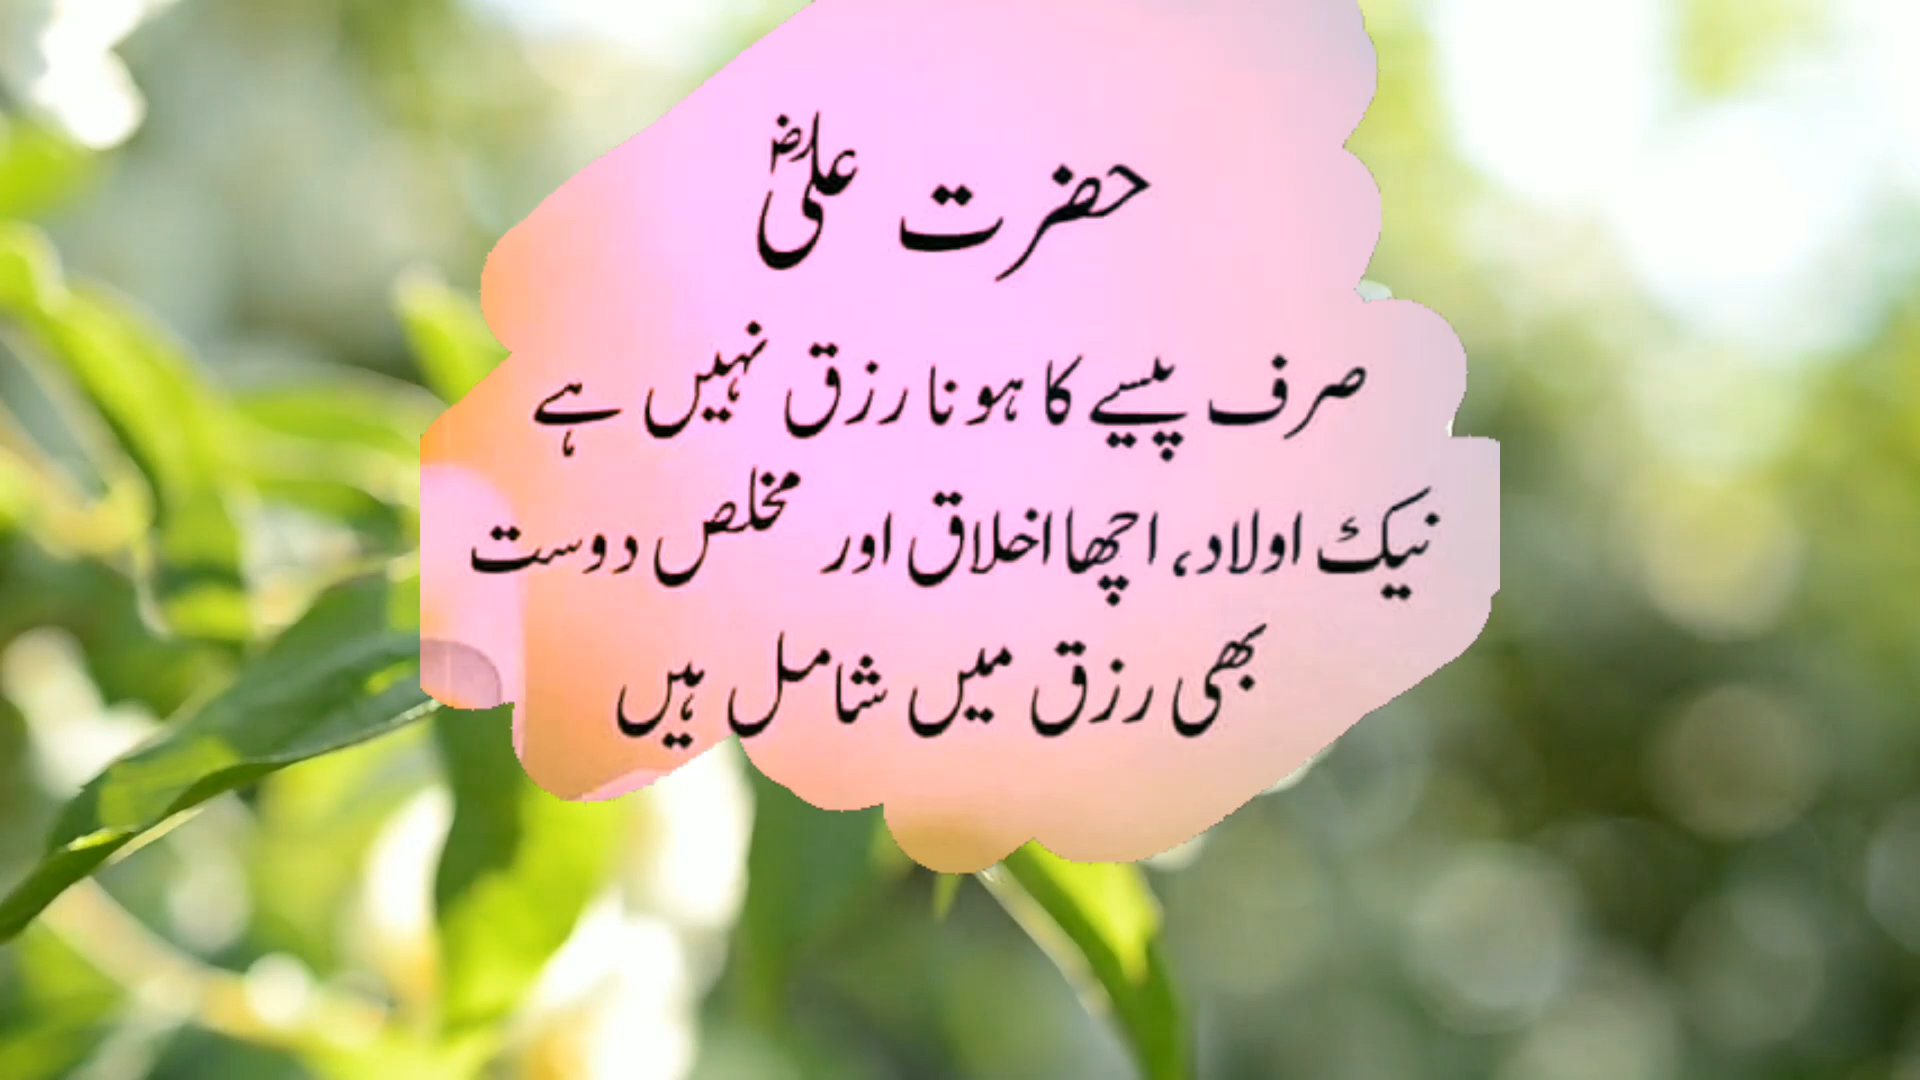 حضرت علیؓ
صرف پیسے کا ہونا رزق نہیں ہے
نیک اولاد، اچھا اخلاق اور مخلص دوست
بھی رزق میں شامل ہیں